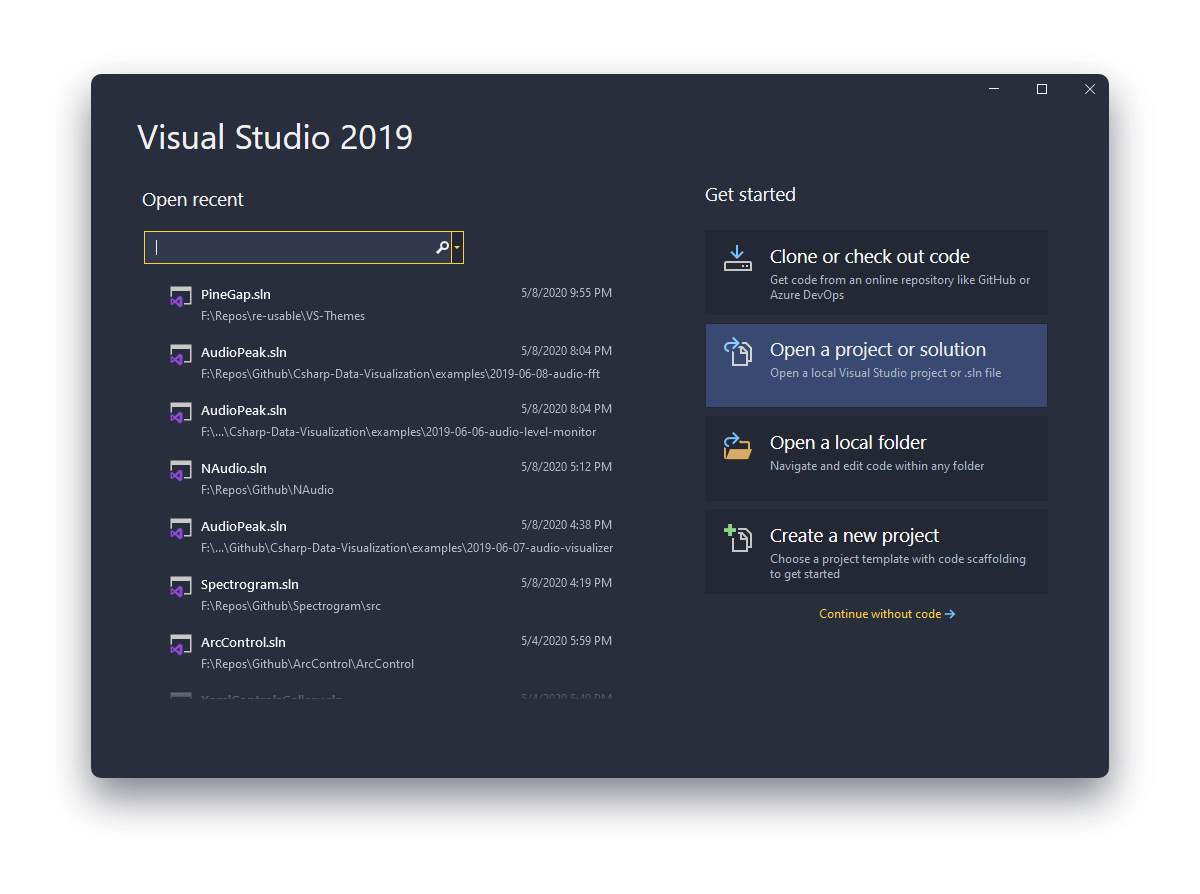 Visual Studio 2019
Open recent
PineGap.sln 5/8/2020 9:55 PM
F:\Repos\re-usable\VS-Themes
AudioPeak.sln 5/8/2020 8:04 PM
F:\Repos\Github\Csharp-Data-Visualization\examples\2019-06-08-audio-fft
AudioPeak.sln 5/8/2020 8:04 PM
F:\...\Csharp-Data-Visualization\examples\2019-06-06-audio-level-monitor
NAudio.sln 5/8/2020 5:12 PM
F:\Repos\Github\NAudio
AudioPeak.sln 5/8/2020 4:38 PM
F:\...\Github\Csharp-Data-Visualization\examples\2019-06-07-audio-visualizer
Spectrogram.sln 5/8/2020 4:19 PM
F:\Repos\Github\Spectrogram\src
ArcControl.sln 5/4/2020 5:59 PM
F:\Repos\Github\ArcControl\ArcControl
Get started
Clone or check out code
Get code from an online repository like GitHub or
Azure DevOps
Open a project or solution
Open a local Visual Studio project or .sln file
Open a local folder
Navigate and edit code within any folder
Create a new project
Choose a project template with code scaffolding
to get started
Continue without code